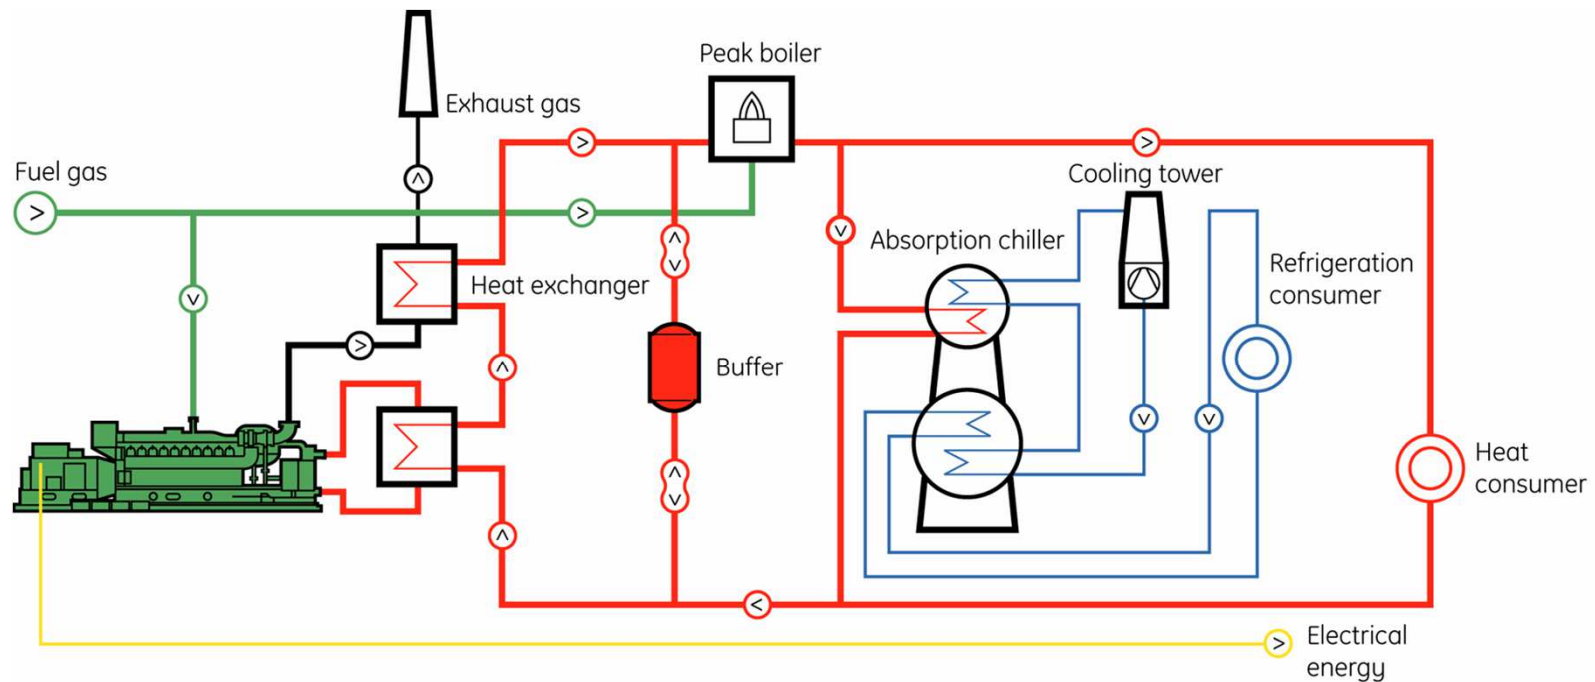 Peak boiler
Exhaust gas
Fuel gas
Cooling tower
Absorption chiller
Refrigeration
consumer
Heat exchanger
Buffer
Heat
consumer
Electrical
energy